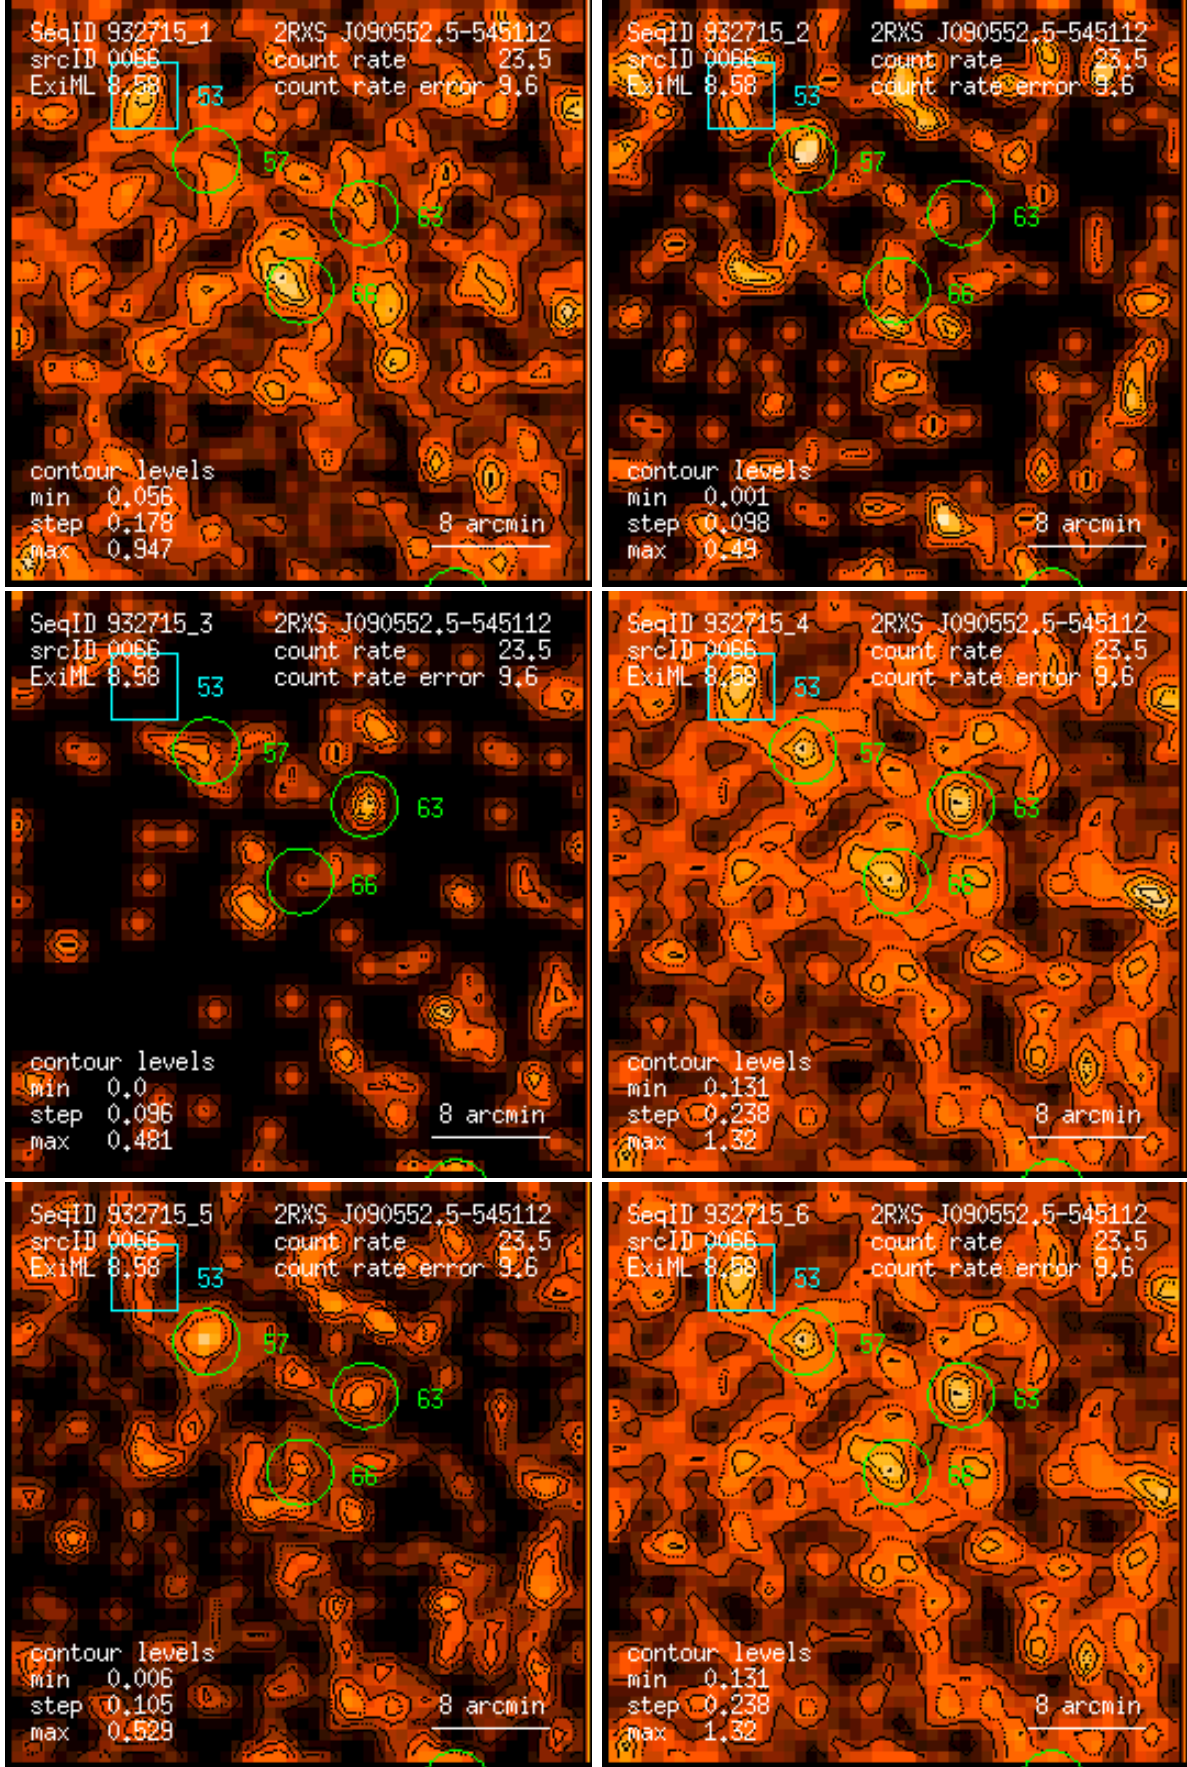 SeqID 932715_1 2RXS J090552.5-545112
srcID 0066 count rate 23.5
ExiML 8.58 count rate error 9.6
53
57
63
66
contour levels
min 0.056
step 0.178 8 arcmin
max 0.947
SeqID 932715_2 2RXS J090552.5-545112
srcID 0066 count rate 23.5
ExiML 8.58 count rate error 9.6
53
57
63
66
contour levels
min 0.001
step 0.098 8 arcmin
max 0.49
SeqID 932715_3 2RXS J090552.5-545112
srcID 0066 count rate 23.5
ExiML 8.58 count rate error 9.6
53
57
63
66
contour levels
min 0.0
step 0.096 8 arcmin
max 0.481
SeqID 932715_4 2RXS J090552.5-545112
srcID 0066 count rate 23.5
ExiML 8.58 count rate error 9.6
53
57
63
66
contour levels
min 0.131
step 0.238 8 arcmin
max 1.32
SeqID 932715_5 2RXS J090552.5-545112
srcID 0066 count rate 23.5
ExiML 8.58 count rate error 9.6
53
57
63
66
contour levels
min 0.006
step 0.105 8 arcmin
max 0.529
SeqID 932715_6 2RXS J090552.5-545112
srcID 0066 count rate 23.5
ExiML 8.58 count rate error 9.6
53
57
63
66
contour levels
min 0.131
step 0.238 8 arcmin
max 1.32